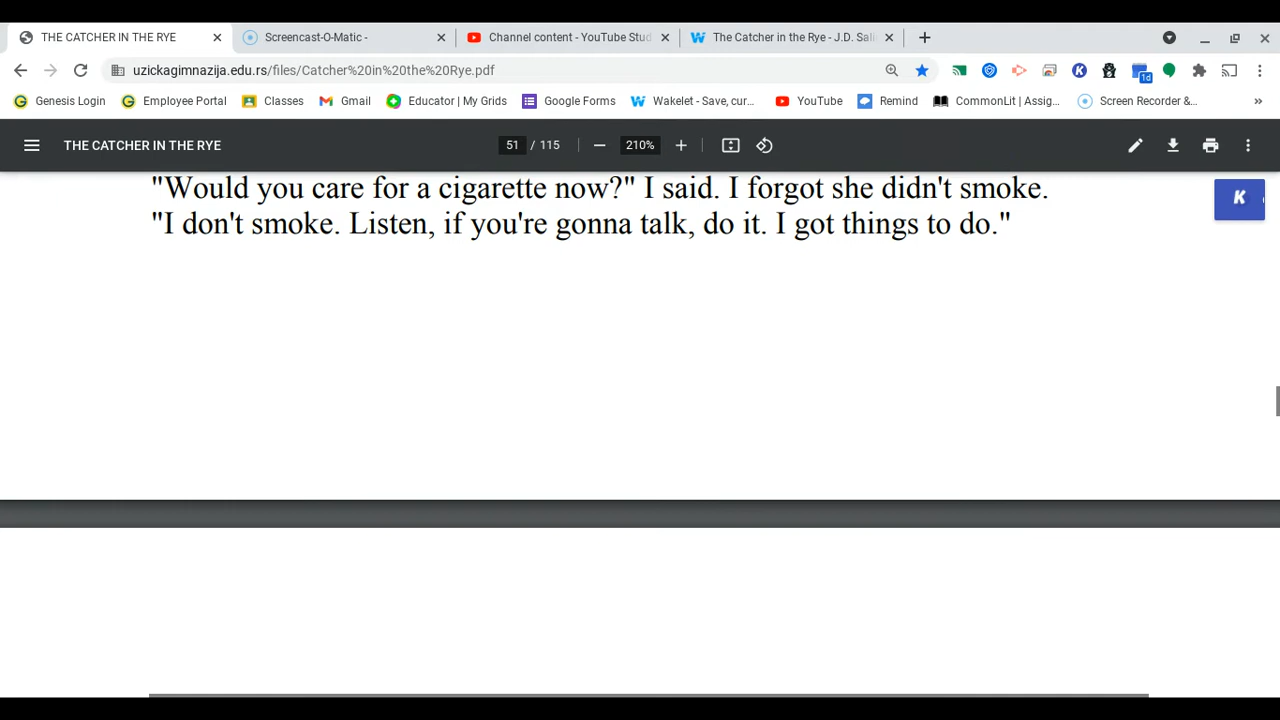 THE CATCHER IN THE RYE
Screencast-O-Matic -
Channel content - YouTube Stud
The Catcher in the Rye - J.D. Sali
uzickagimnazija.edu.rs/files/Catcher%20in%20the%20Rye.pdf
1d
Genesis Login
Employee Portal
Classes
Gmail
Educator | My Grids
Google Forms
Wakelet - Save, cur...
YouTube
Remind
CommonLit | Assig...
Screen Recorder &...
THE CATCHER IN THE RYE
51 / 115
210%
"Would you care for a cigarette now?" I said. I forgot she didn't smoke.
"I don't smoke. Listen, if you're gonna talk, do it. I got things to do."
K